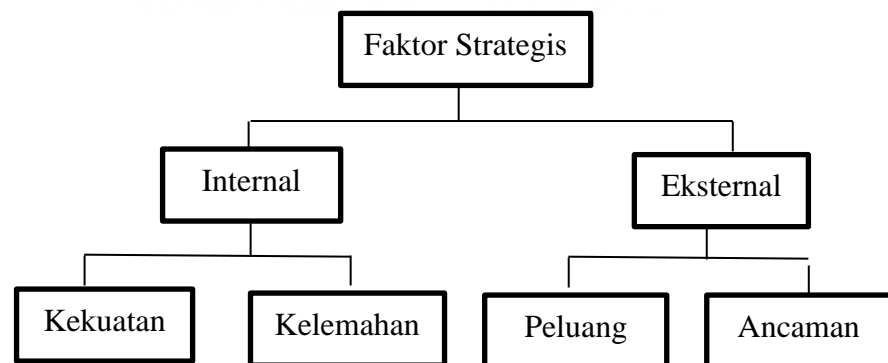 Faktor Strategis
Internal
Eksternal
Kekuatan
Kelemahan
Peluang
Ancaman